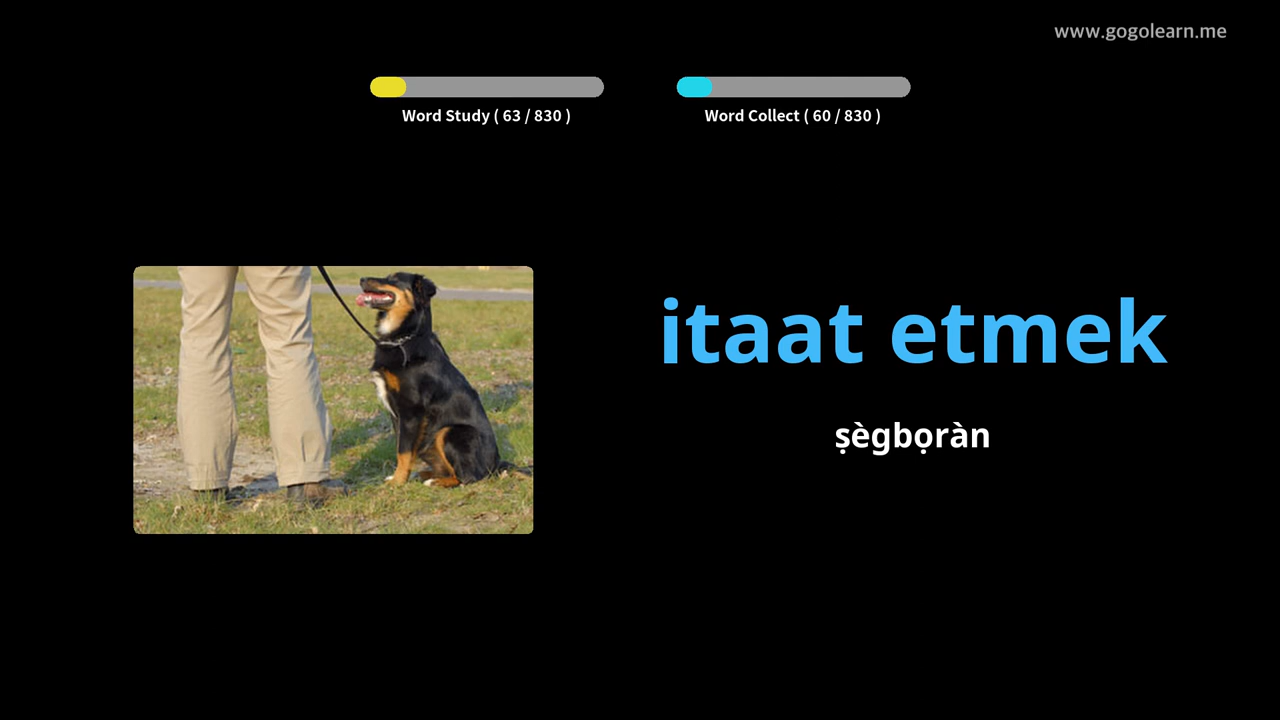 www.gogolearn.me
Word Study ( 63 / 830 )
Word Collect ( 60 / 830 )
itaat etmek
ṣègbọràn